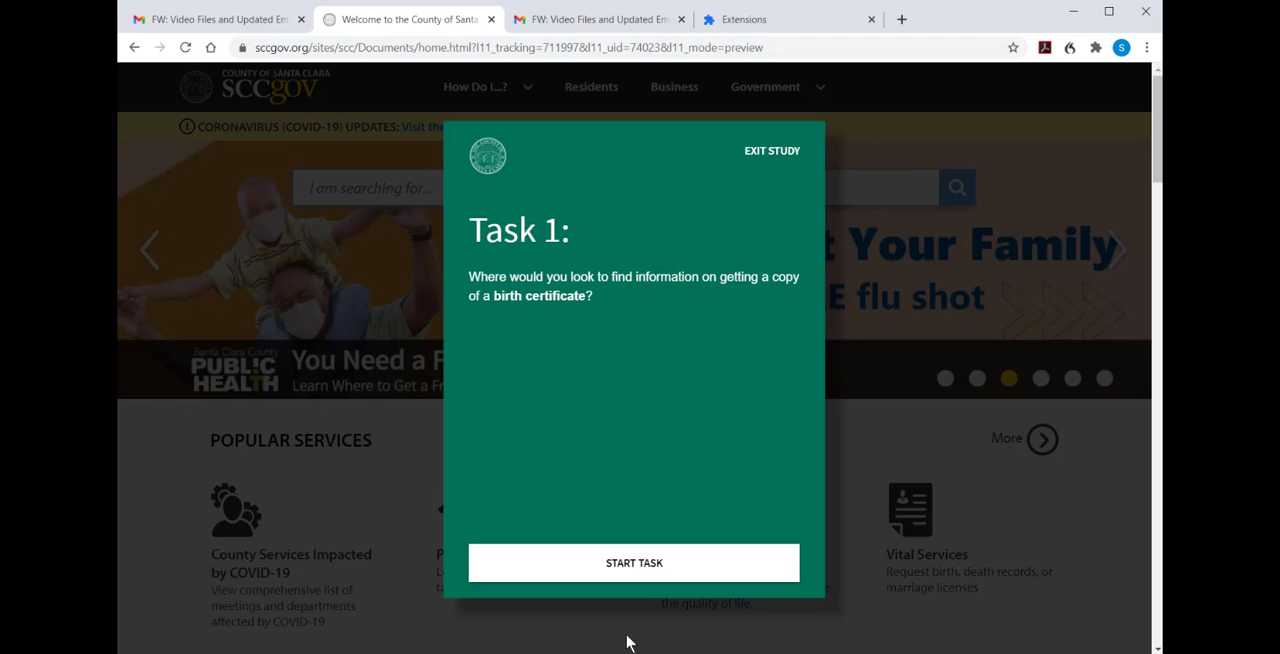 FW: Video Files and Updated Em
Welcome to the County of Santa
FW: Video Files and Updated Em
Extensions
sccgov.org/sites/scc/Documents/home.html?l11_tracking=711997&l11_uid=74023&l11_mode=preview
S
COUNTY OF SANTA CLARA
SCCgov
How Do I...?
Residents
Business
Government
CORONAVIRUS (COVID-19) UPDATES: Visit the
I am searching for...
EXIT STUDY
Task 1:
Where would you look to find information on getting a copy
of a birth certificate?
START TASK
t Your Family
E flu shot
Santa Clara County
PUBLIC
HEALTH
You Need a F
Learn Where to Get a Fr
POPULAR SERVICES
More
County Services Impacted
by COVID-19
View comprehensive list of
meetings and departments
affected by COVID-19
the quality of life.
Vital Services
Request birth, death records, or
marriage licenses